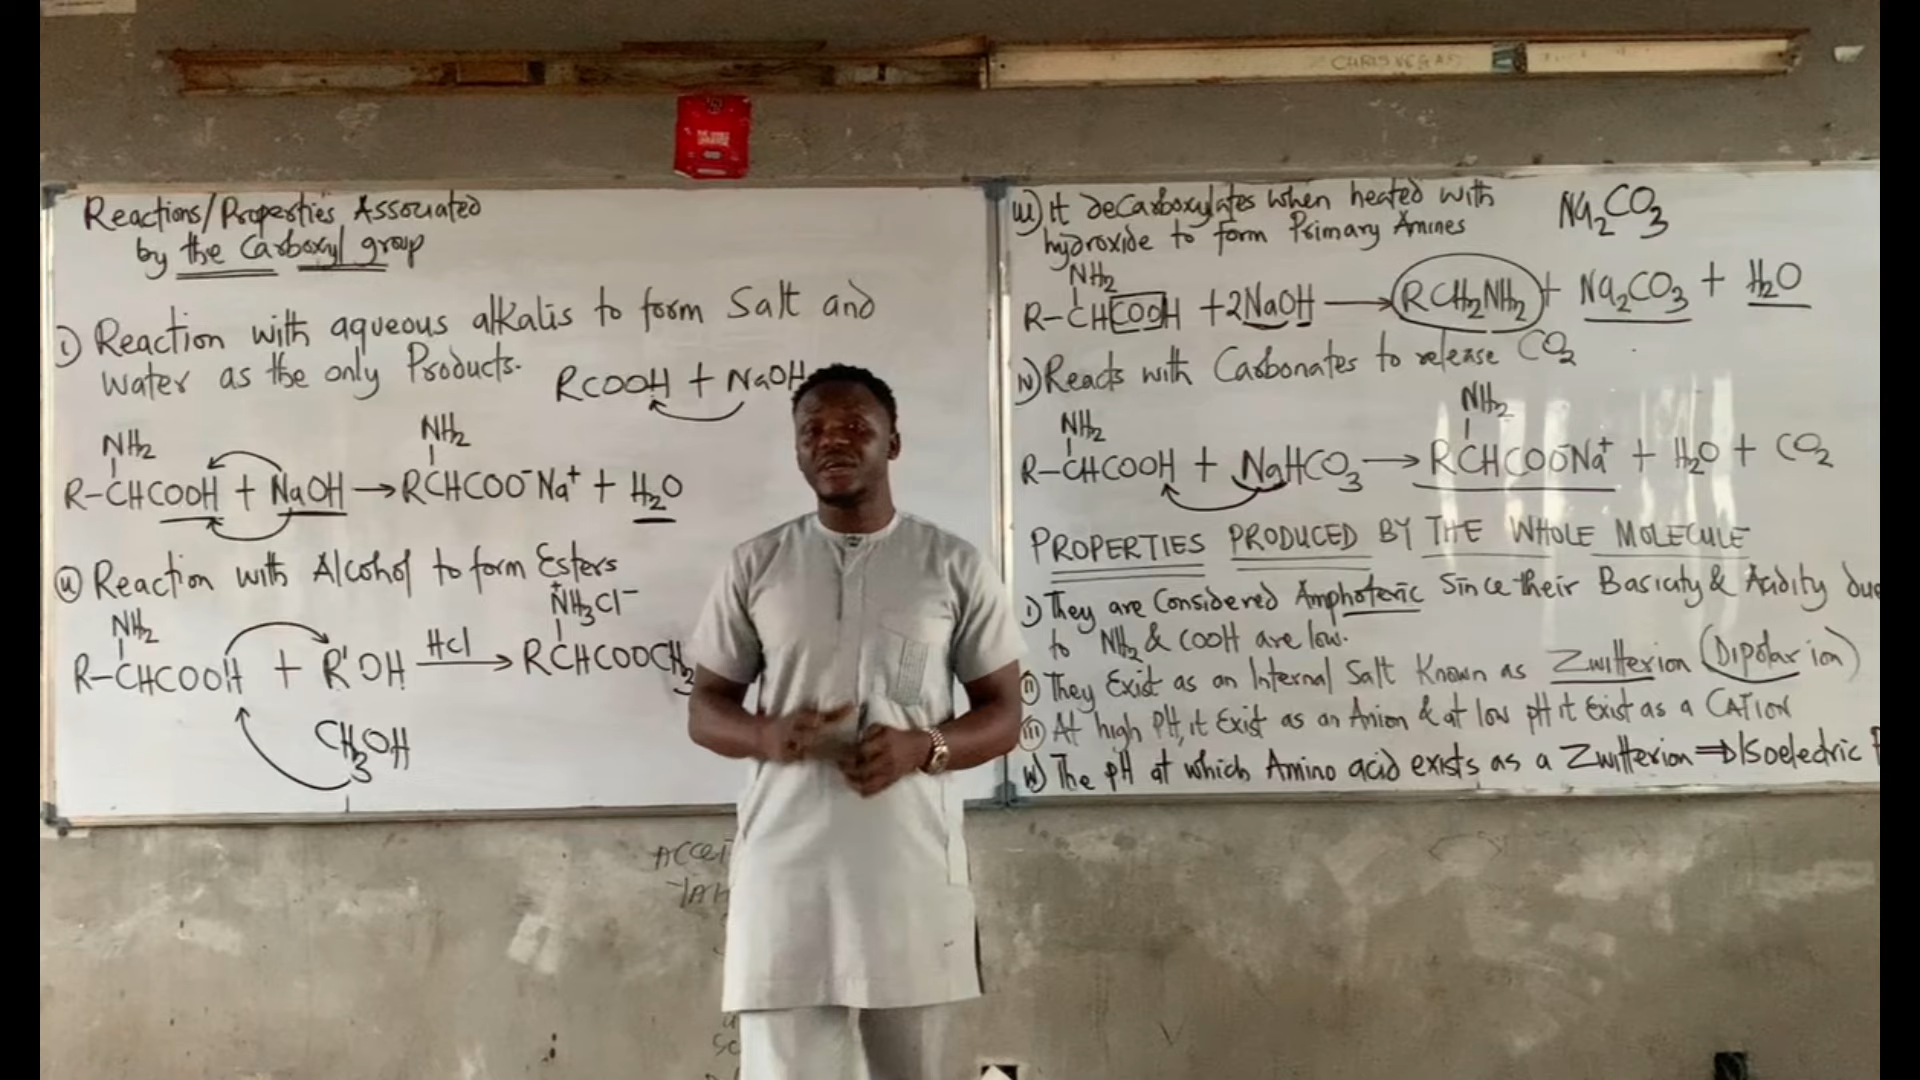 CHRISVEGAS
Reactions/Properties Associated
by the Carboxyl group
i) Reaction with aqueous alkalis to form Salt and
water as the only Products.
RCOOH + NaOH
NH₂ NH₂
R-CHCOOH + NaOH → RCHCOO⁻Na⁺ + H₂O
ii) Reaction with Alcohol to form Esters
NH₂ N⁺H₃Cl⁻
R-CHCOOH + R'OH HCl → RCHCOOCH₃
CH₃OH
iii) It decarboxylates when heated with
hydroxide to form Primary Amines
Na₂CO₃
NH₂
R-CHCOOH + 2NaOH → RCH₂NH₂ + Na₂CO₃ + H₂O
iv) Reacts with Carbonates to release CO₂
NH₂ NH₂
R-CHCOOH + NaHCO₃ → RCHCOO⁻Na⁺ + H₂O + CO₂
PROPERTIES PRODUCED BY THE WHOLE MOLECULE
i) They are Considered Amphoteric Since their Basicity & Acidity due
to NH₂ & COOH are low.
ii) They Exist as an Internal Salt Known as Zwitterion (Dipolar ion)
iii) At high PH, it Exist as an Anion & at low pH it Exist as a CATION
iv) The pH at which Amino acid exists as a Zwitterion ⇒ Isoelectric P